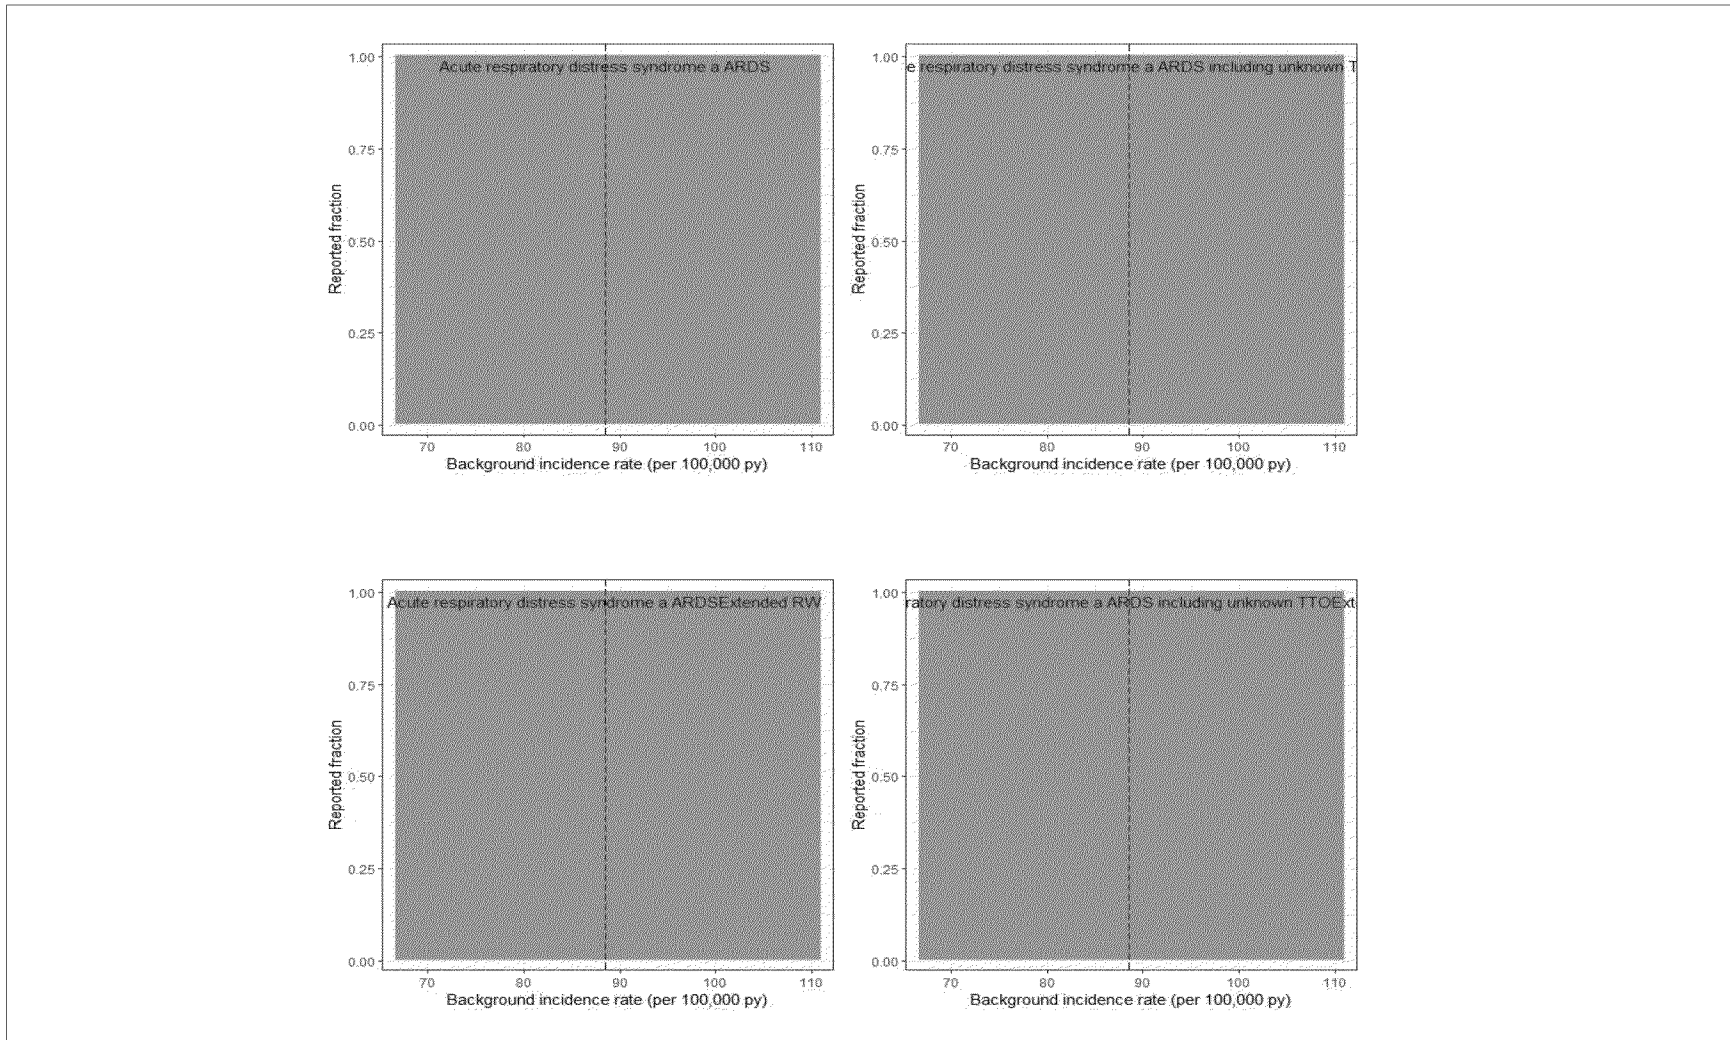 Acute respiratory distress syndrome a ARDS
1.00
0.75
0.50
0.25
0.00
Reported fraction
70 80 90 100 110
Background incidence rate (per 100,000 py)
e respiratory distress syndrome a ARDS including unknown T
1.00
0.75
0.50
0.25
0.00
Reported fraction
70 80 90 100 110
Background incidence rate (per 100,000 py)
Acute respiratory distress syndrome a ARDSExtended RW
1.00
0.75
0.50
0.25
0.00
Reported fraction
70 80 90 100 110
Background incidence rate (per 100,000 py)
ratory distress syndrome a ARDS including unknown TTOExt
1.00
0.75
0.50
0.25
0.00
Reported fraction
70 80 90 100 110
Background incidence rate (per 100,000 py)